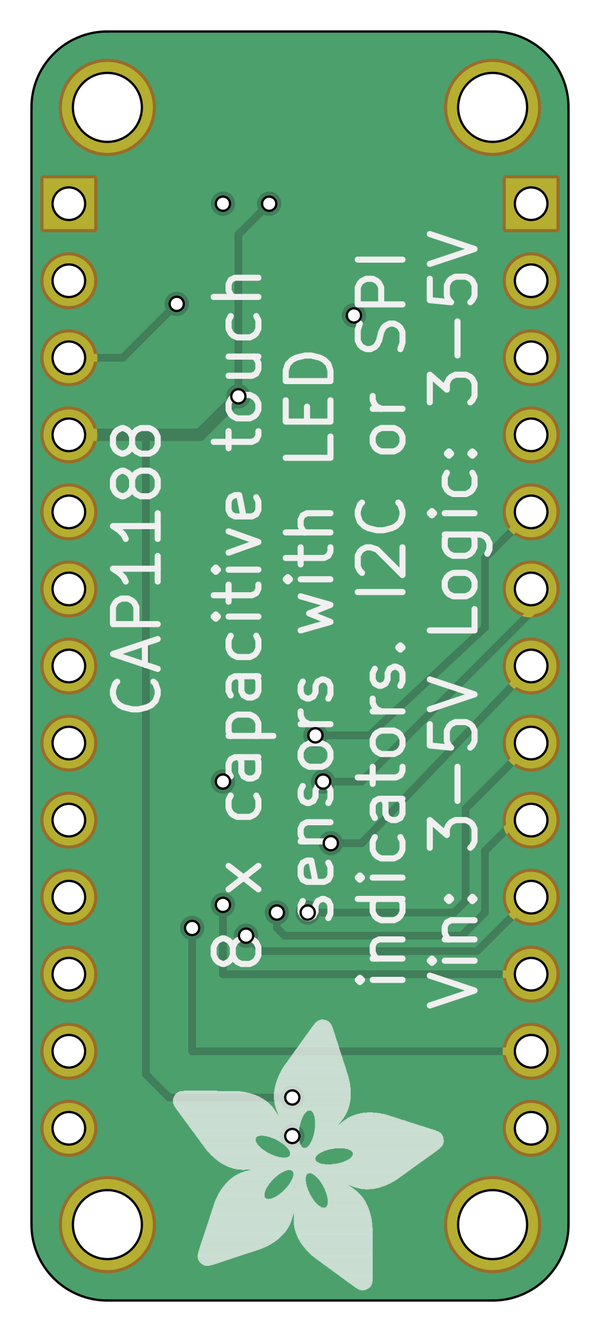 CAP1188
8 x capacitive touch
sensors with LED
indicators. I2C or SPI
Vin: 3-5V Logic: 3-5V